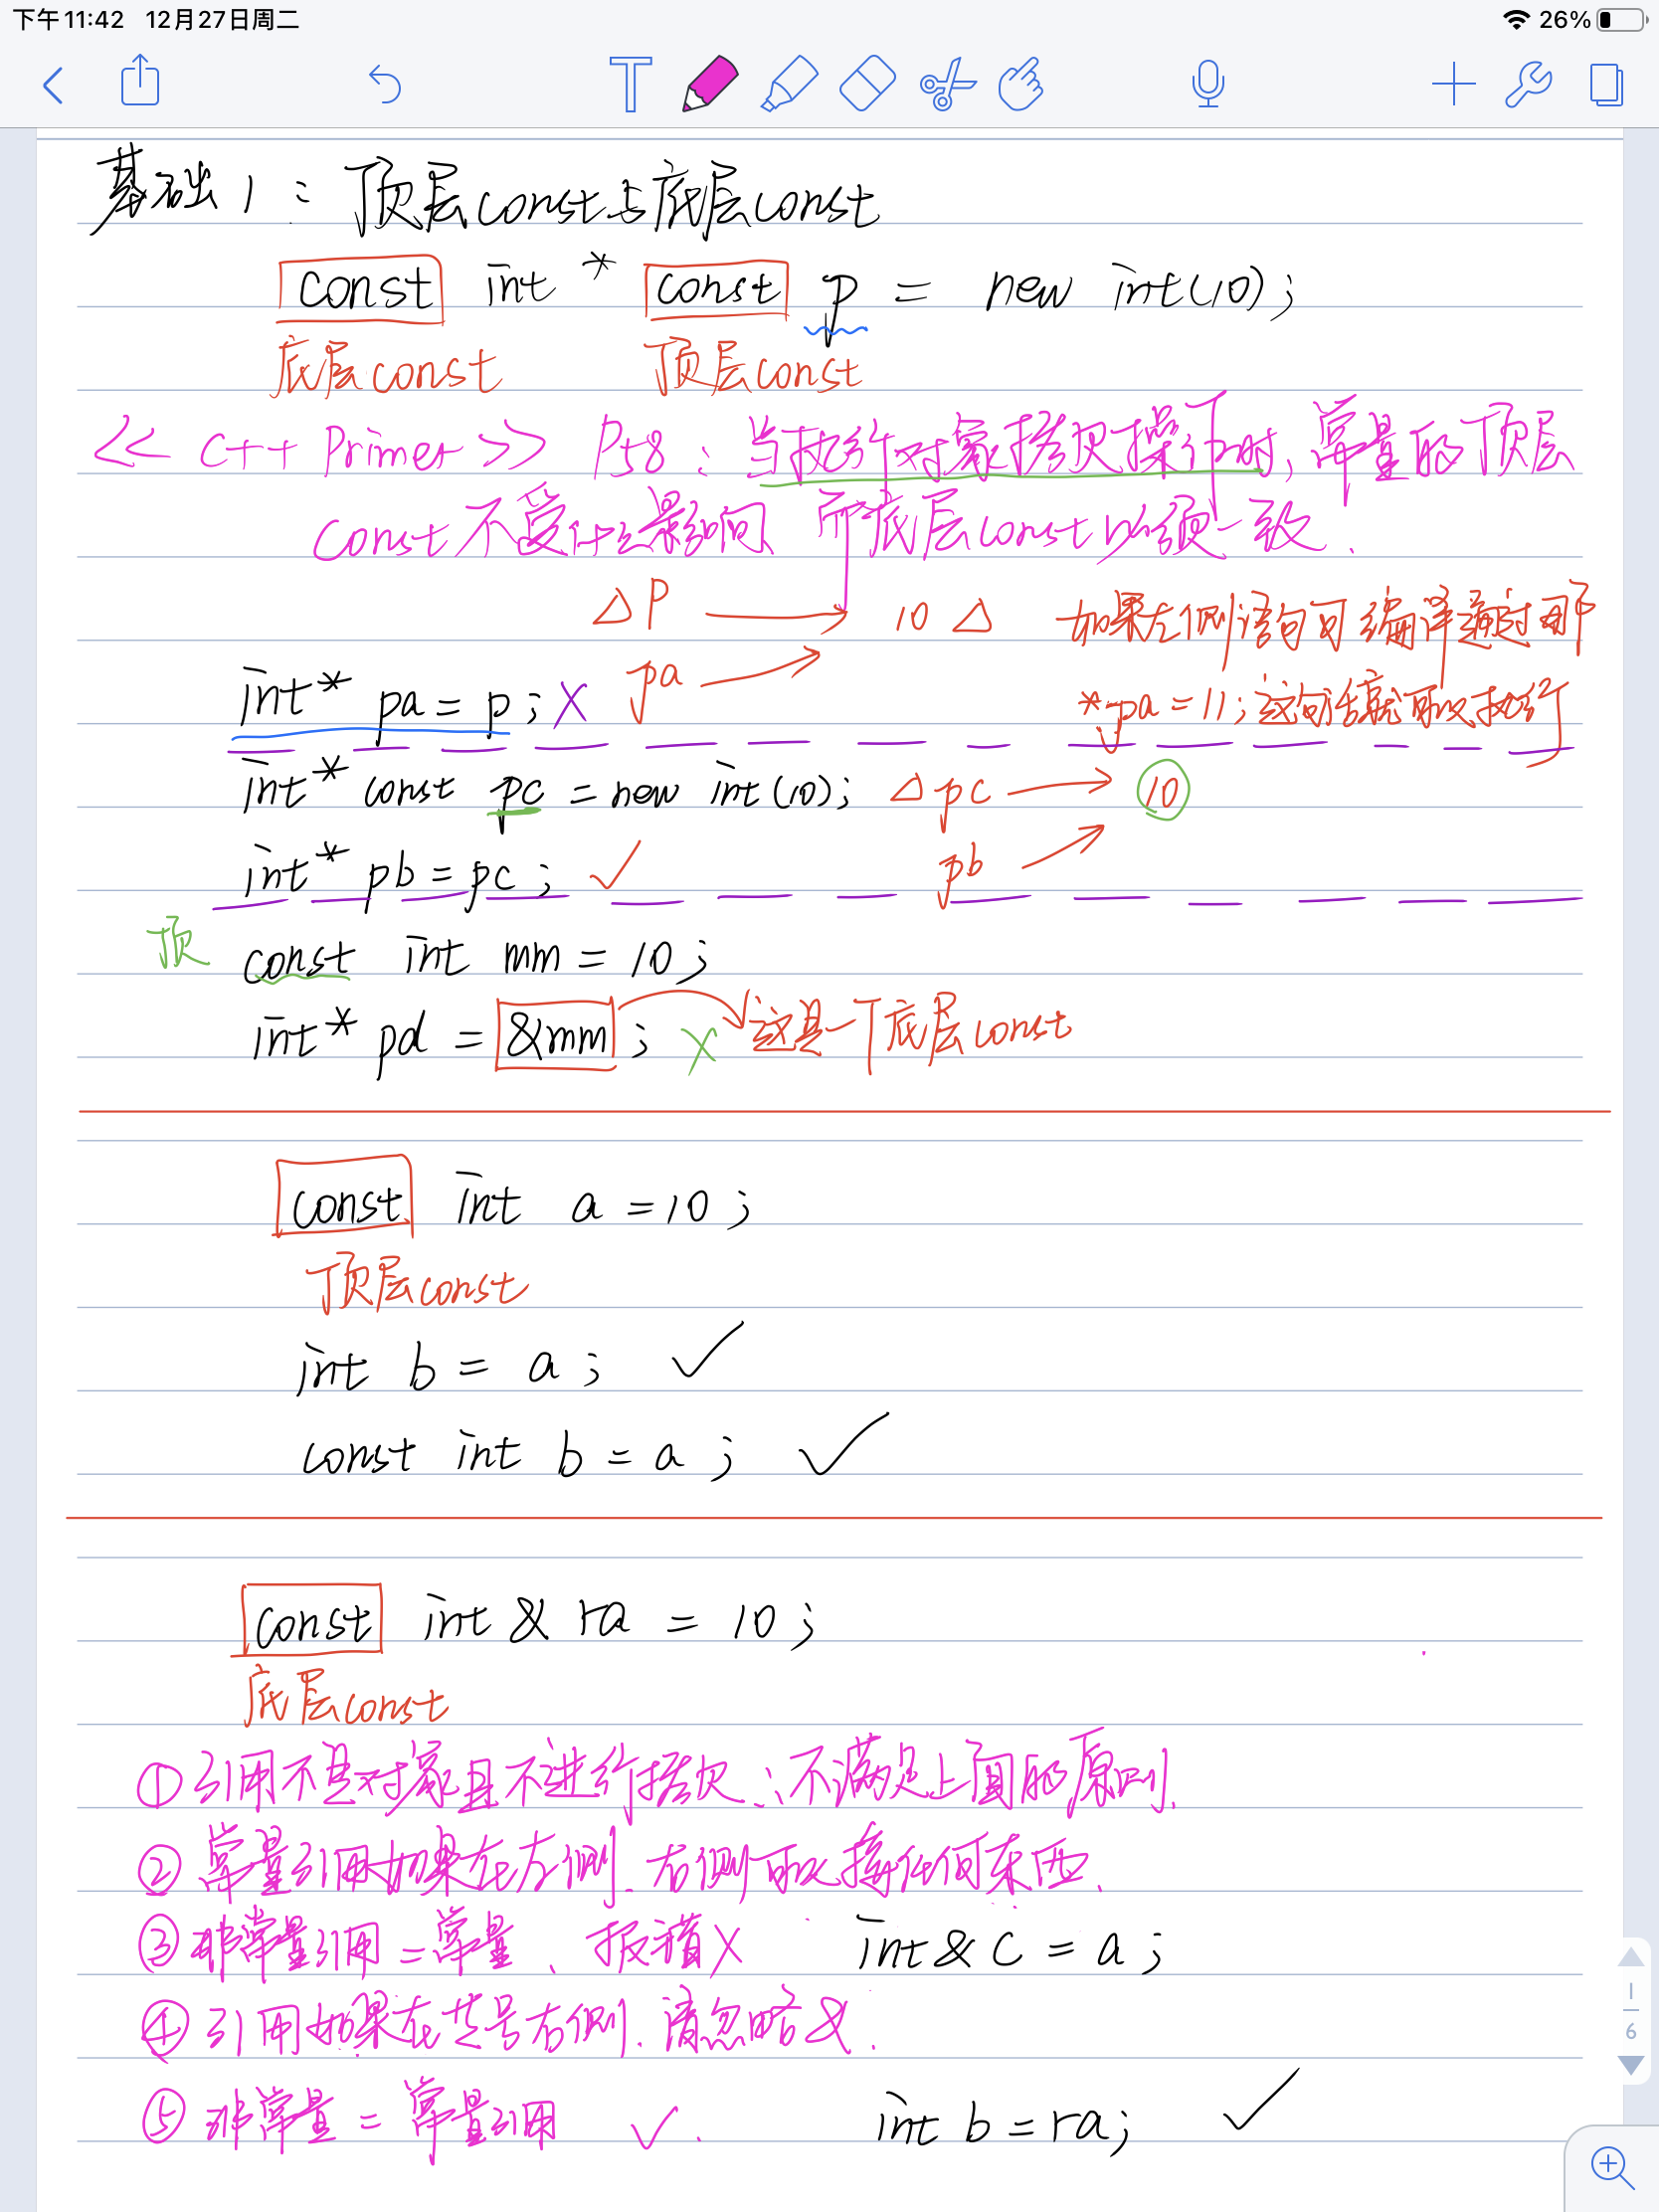 下午11:42 12月27日周二
26%
基础1：顶层const与底层const
const int * const p = new int(10);
底层const 顶层const
<< C++ Primer >> P58：当执行对象拷贝操作时，常量的顶层
const不受什么影响 而底层const必须一致.
△ P → 10 △ 如果左侧语句可编译通过 那
int* pa = p; X pa → *pa = 11; 这句话就可以执行
int* const pc = new int(10); △ pc → 10
int* pb = pc; ✓ pb →
顶 const int mm = 10;
int* pd = &mm; X 这是一个底层const
const int a = 10;
顶层const
int b = a; ✓
const int b = a; ✓
const int & ra = 10;
底层const
① 引用不是对象且不进行拷贝 ∴ 不满足上面的原则.
② 常量引用如果在左侧. 右侧可以接任何东西.
③ 非常量引用 = 常量、报错 X int & c = a;
④ 引用如果在等号右侧. 请忽略&.
⑤ 非常量 = 常量引用 ✓. int b = ra; ✓
1
6